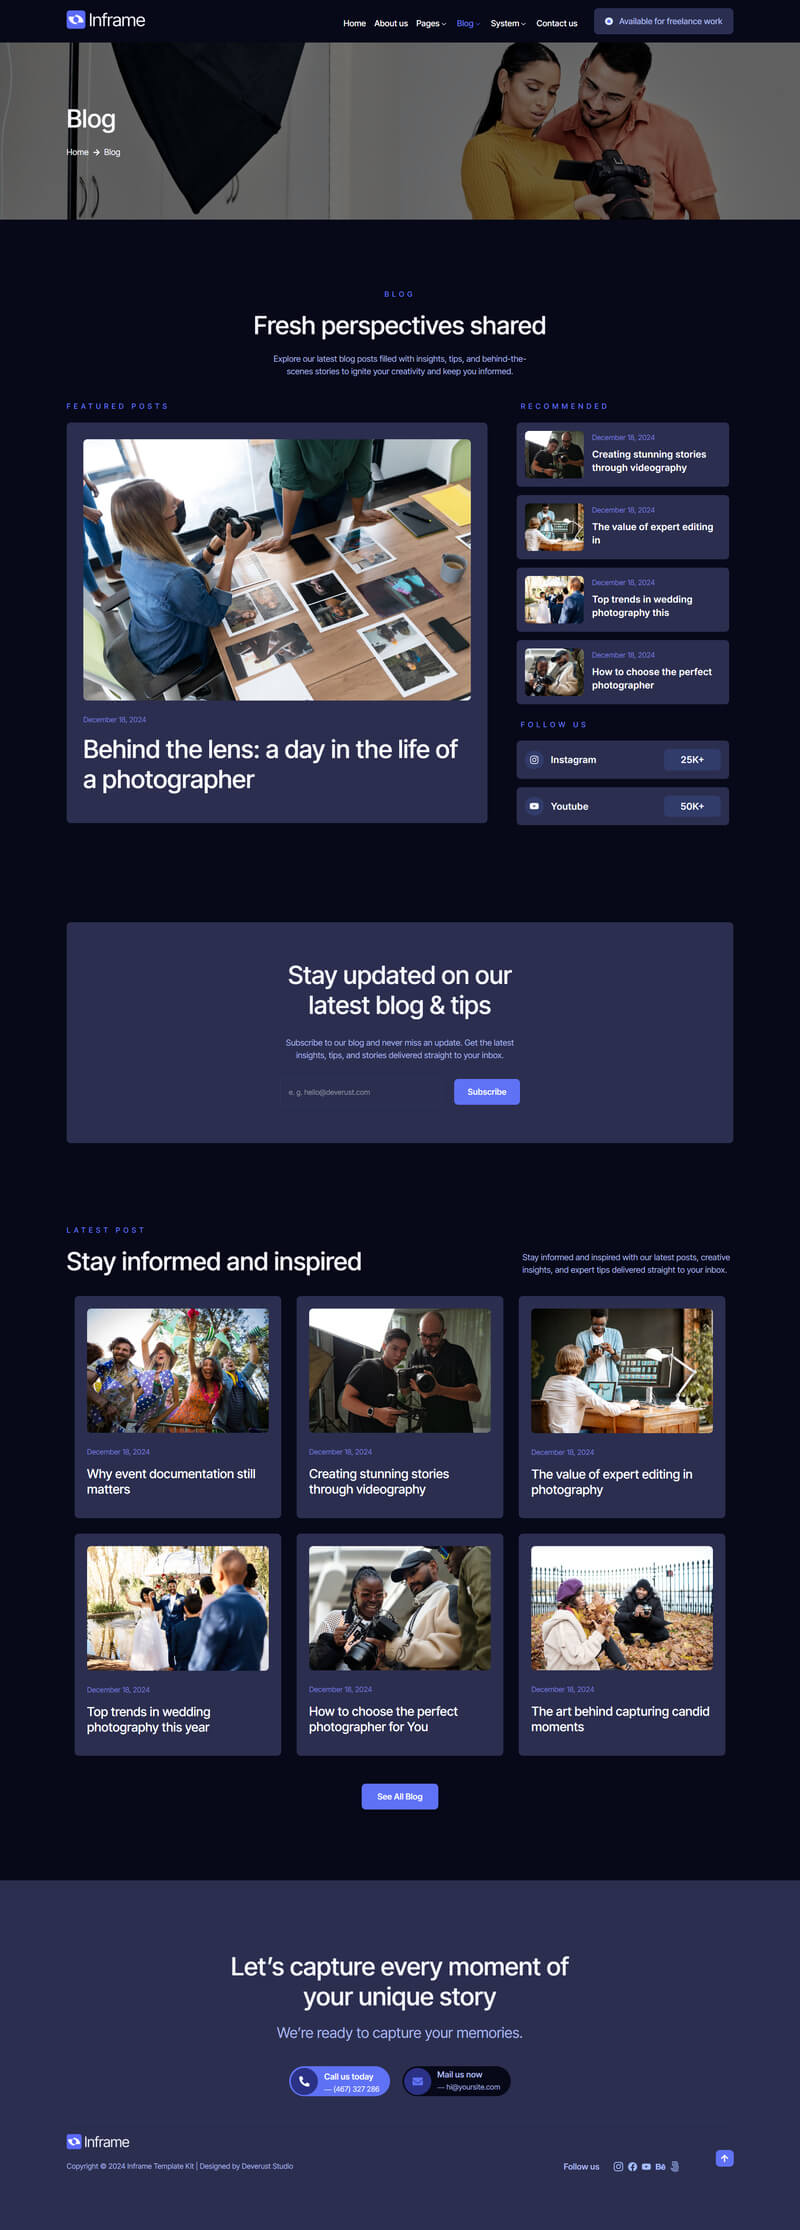 Inframe
Home About us Pages Blog System Contact us
Available for freelance work
Blog
Home → Blog
BLOG
Fresh perspectives shared
Explore our latest blog posts filled with insights, tips, and behind-the-
scenes stories to ignite your creativity and keep you informed.
FEATURED POSTS
December 18, 2024
Behind the lens: a day in the life of
a photographer
RECOMMENDED
December 18, 2024
Creating stunning stories
through videography
December 18, 2024
The value of expert editing
in
December 18, 2024
Top trends in wedding
photography this
December 18, 2024
How to choose the perfect
photographer
FOLLOW US
Instagram 25K+
Youtube 50K+
Stay updated on our
latest blog & tips
Subscribe to our blog and never miss an update. Get the latest
insights, tips, and stories delivered straight to your inbox.
e. g. hello@deverust.com
Subscribe
LATEST POST
Stay informed and inspired
Stay informed and inspired with our latest posts, creative
insights, and expert tips delivered straight to your inbox.
December 18, 2024
Why event documentation still
matters
December 18, 2024
Creating stunning stories
through videography
December 18, 2024
The value of expert editing in
photography
December 18, 2024
Top trends in wedding
photography this year
December 18, 2024
How to choose the perfect
photographer for You
December 18, 2024
The art behind capturing candid
moments
See All Blog
Let's capture every moment of
your unique story
We're ready to capture your memories.
Call us today
— (467) 327 286
Mail us now
— hi@yoursite.com
Inframe
Copyright © 2024 Inframe Template Kit | Designed by Deverust Studio
Follow us